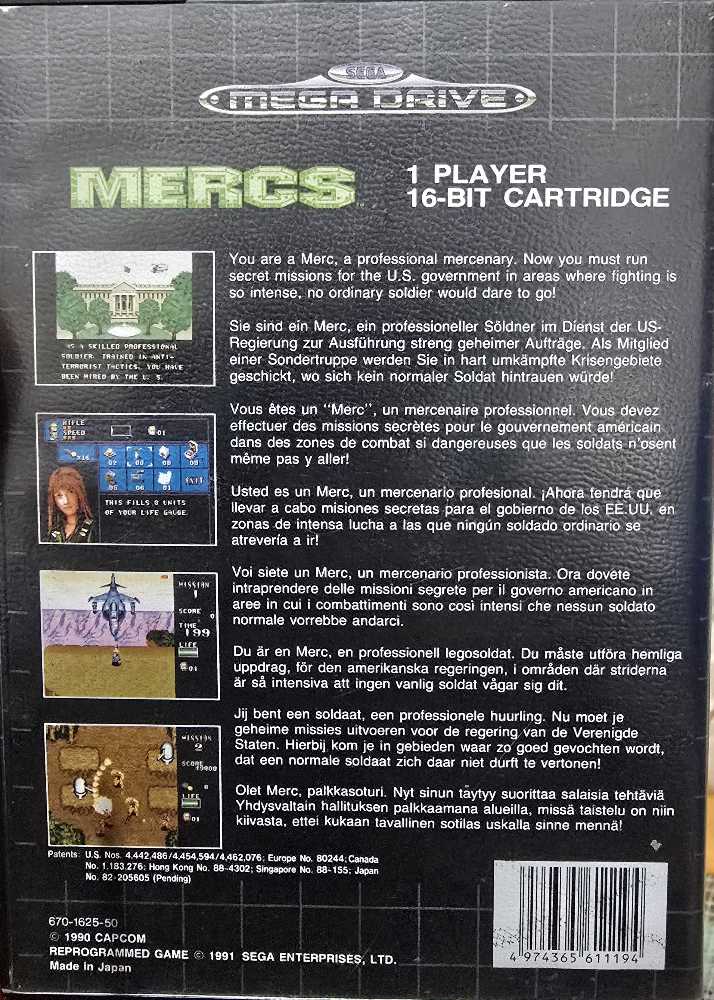 SEGA
MEGA DRIVE
MERCS
1 PLAYER
16-BIT CARTRIDGE
You are a Merc, a professional mercenary. Now you must run
secret missions for the U.S. government in areas where fighting is
so intense, no ordinary soldier would dare to go!
Sie sind ein Merc, ein professioneller Söldner im Dienst der US-
Regierung zur Ausführung streng geheimer Aufträge. Als Mitglied
einer Sondertruppe werden Sie in hart umkämpfte Krisengebiete
geschickt, wo sich kein normaler Soldat hintrauen würde!
Vous êtes un "Merc", un mercenaire professionnel. Vous devez
effectuer des missions secrètes pour le gouvernement américain
dans des zones de combat si dangereuses que les soldats n'osent
même pas y aller!
Usted es un Merc, un mercenario profesional. ¡Ahora tendrá que
llevar a cabo misiones secretas para el gobierno de los EE.UU. en
zonas de intensa lucha a las que ningún soldado ordinario se
atrevería a ir!
Voi siete un Merc, un mercenario professionista. Ora dovete
intraprendere delle missioni segrete per il governo americano in
aree in cui i combattimenti sono così intensi che nessun soldato
normale vorrebbe andarci.
Du är en Merc, en professionell legosoldat. Du måste utföra hemliga
uppdrag, för den amerikanska regeringen, i områden där striderna
är så intensiva att ingen vanlig soldat vågar sig dit.
Jij bent een soldaat, een professionele huurling. Nu moet je
geheime missies uitvoeren voor de regering van de Verenigde
Staten. Hierbij kom je in gebieden waar zo goed gevochten wordt,
dat een normale soldaat zich daar niet durft te vertonen!
Olet Merc, palkkasoturi. Nyt sinun täytyy suorittaa salaisia tehtäviä
Yhdysvaltain hallituksen palkkaamana alueilla, missä taistelu on niin
kiivasta, ettei kukaan tavallinen sotilas uskalla sinne mennä!
AS A SKILLED PROFESSIONAL
SOLDIER TRAINED IN ANTI-
TERRORIST TACTICS, YOU HAVE
BEEN HIRED BY THE U. S.
RIFLE
SPEED
01
×16
EXIT
THIS FILLS 8 UNITS
OF YOUR LIFE GAUGE.
MISSION
1
SCORE
0
TIME
199
LIFE
01
MISSION
2
SCORE
LIFE
Patents: U.S. Nos. 4,442,486/4,454,594/4,462,076; Europe No. 80244; Canada
No. 1,183,276; Hong Kong No. 88-4302; Singapore No. 88-155; Japan
No. 82-205605 (Pending)
670-1625-50
© 1990 CAPCOM
REPROGRAMMED GAME © 1991 SEGA ENTERPRISES, LTD.
Made in Japan
4 974365 611194